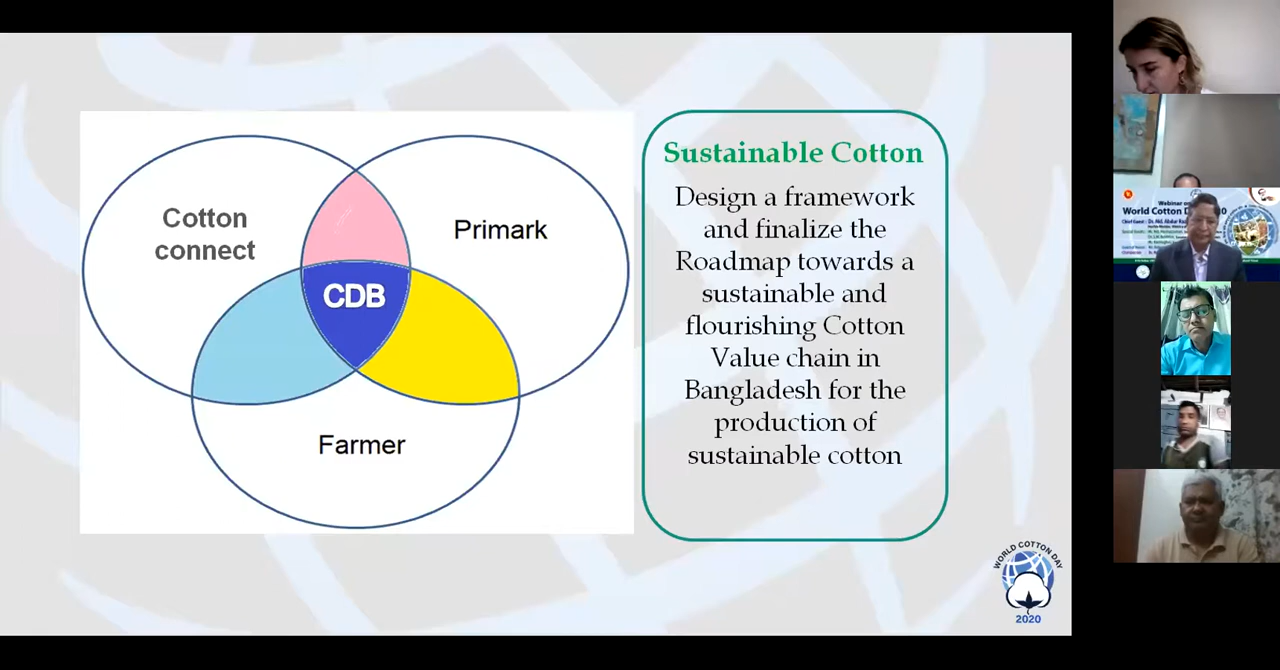 Cotton
connect
Primark
CDB
Farmer
Sustainable Cotton
Design a framework
and finalize the
Roadmap towards a
sustainable and
flourishing Cotton
Value chain in
Bangladesh for the
production of
sustainable cotton
WORLD COTTON DAY
2020
Webinar on
World Cotton